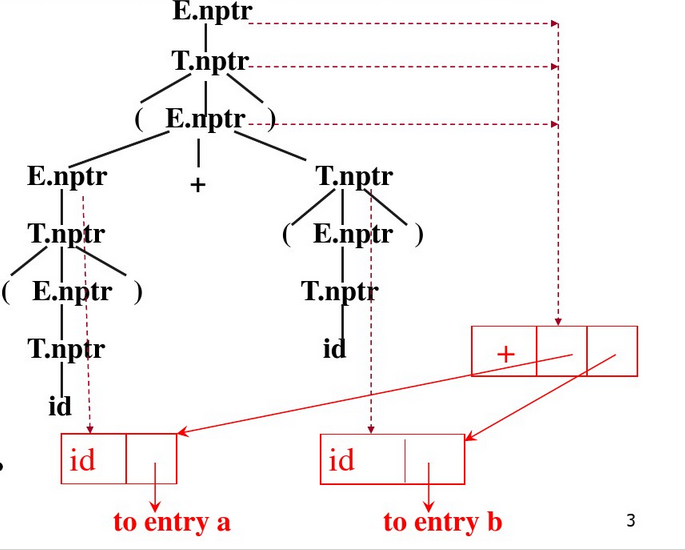 E.nptr
T.nptr
( E.nptr )
E.nptr + T.nptr
T.nptr ( E.nptr )
( E.nptr ) T.nptr
T.nptr id +
id
id id
to entry a to entry b 3